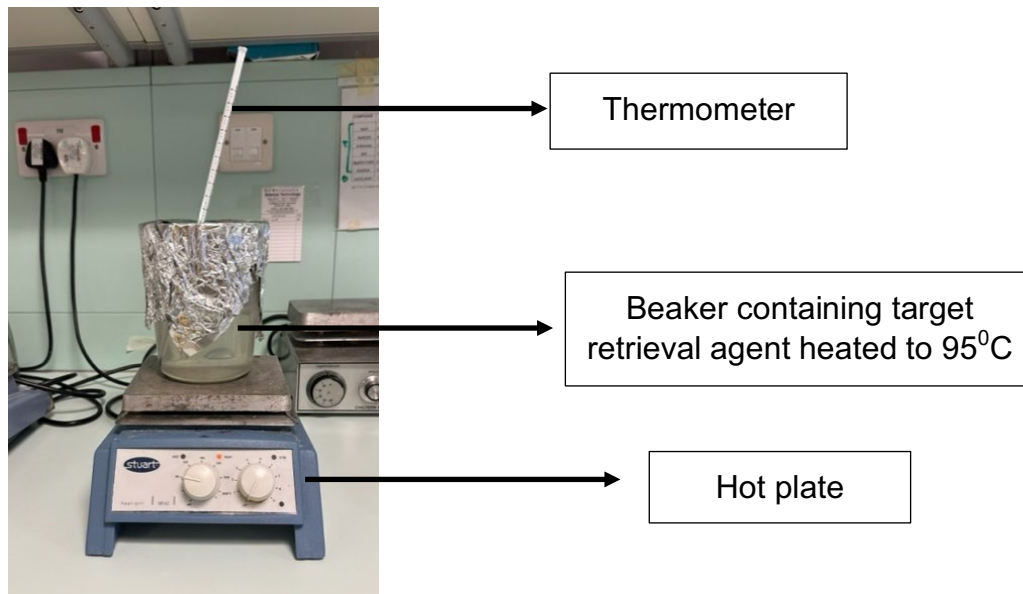 Thermometer
Beaker containing target
retrieval agent heated to 95⁰C
Hot plate
stuart